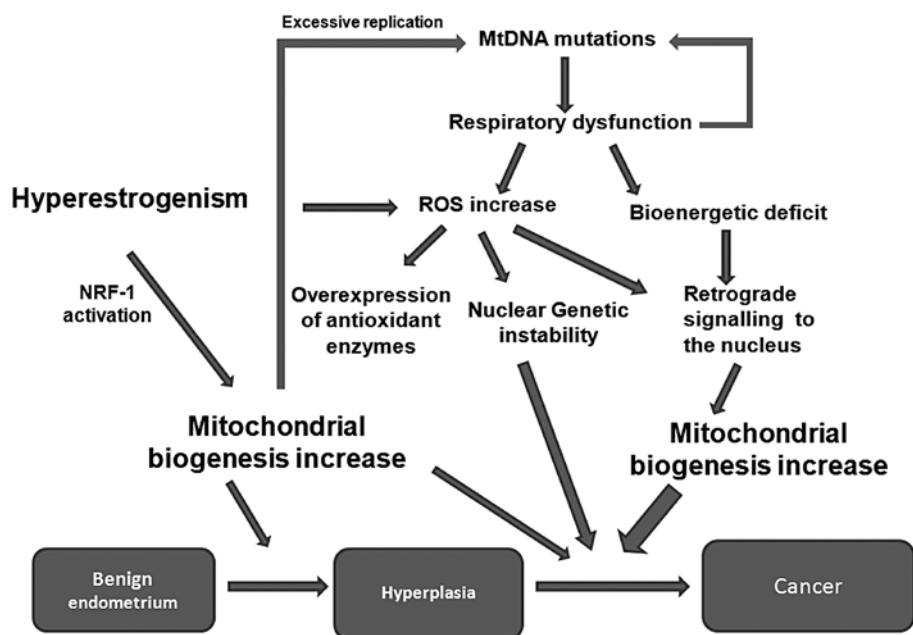 Excessive replication
MtDNA mutations
Respiratory dysfunction
Hyperestrogenism
ROS increase
Bioenergetic deficit
NRF-1
activation
Overexpression
of antioxidant
enzymes
Nuclear Genetic
instability
Retrograde
signalling to
the nucleus
Mitochondrial
biogenesis increase
Mitochondrial
biogenesis increase
Benign
endometrium
Hyperplasia
Cancer